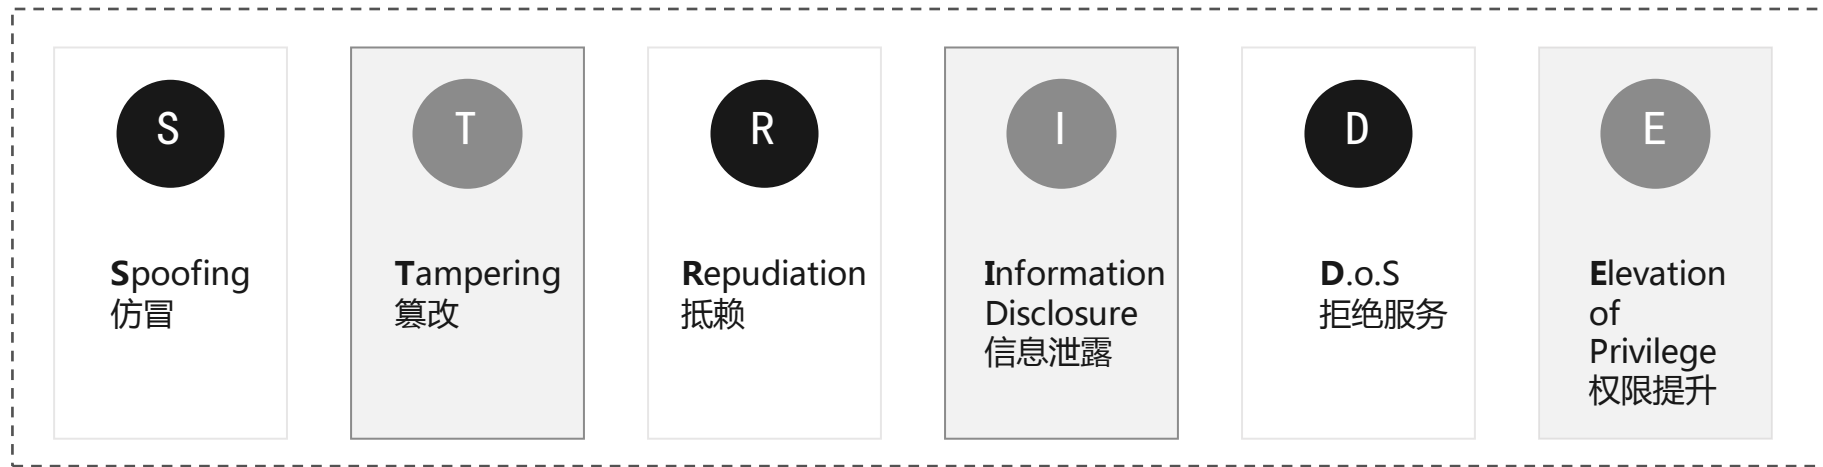 S
Spoofing
仿冒
T
Tampering
篡改
R
Repudiation
抵赖
I
Information
Disclosure
信息泄露
D
D.o.S
拒绝服务
E
Elevation
of
Privilege
权限提升